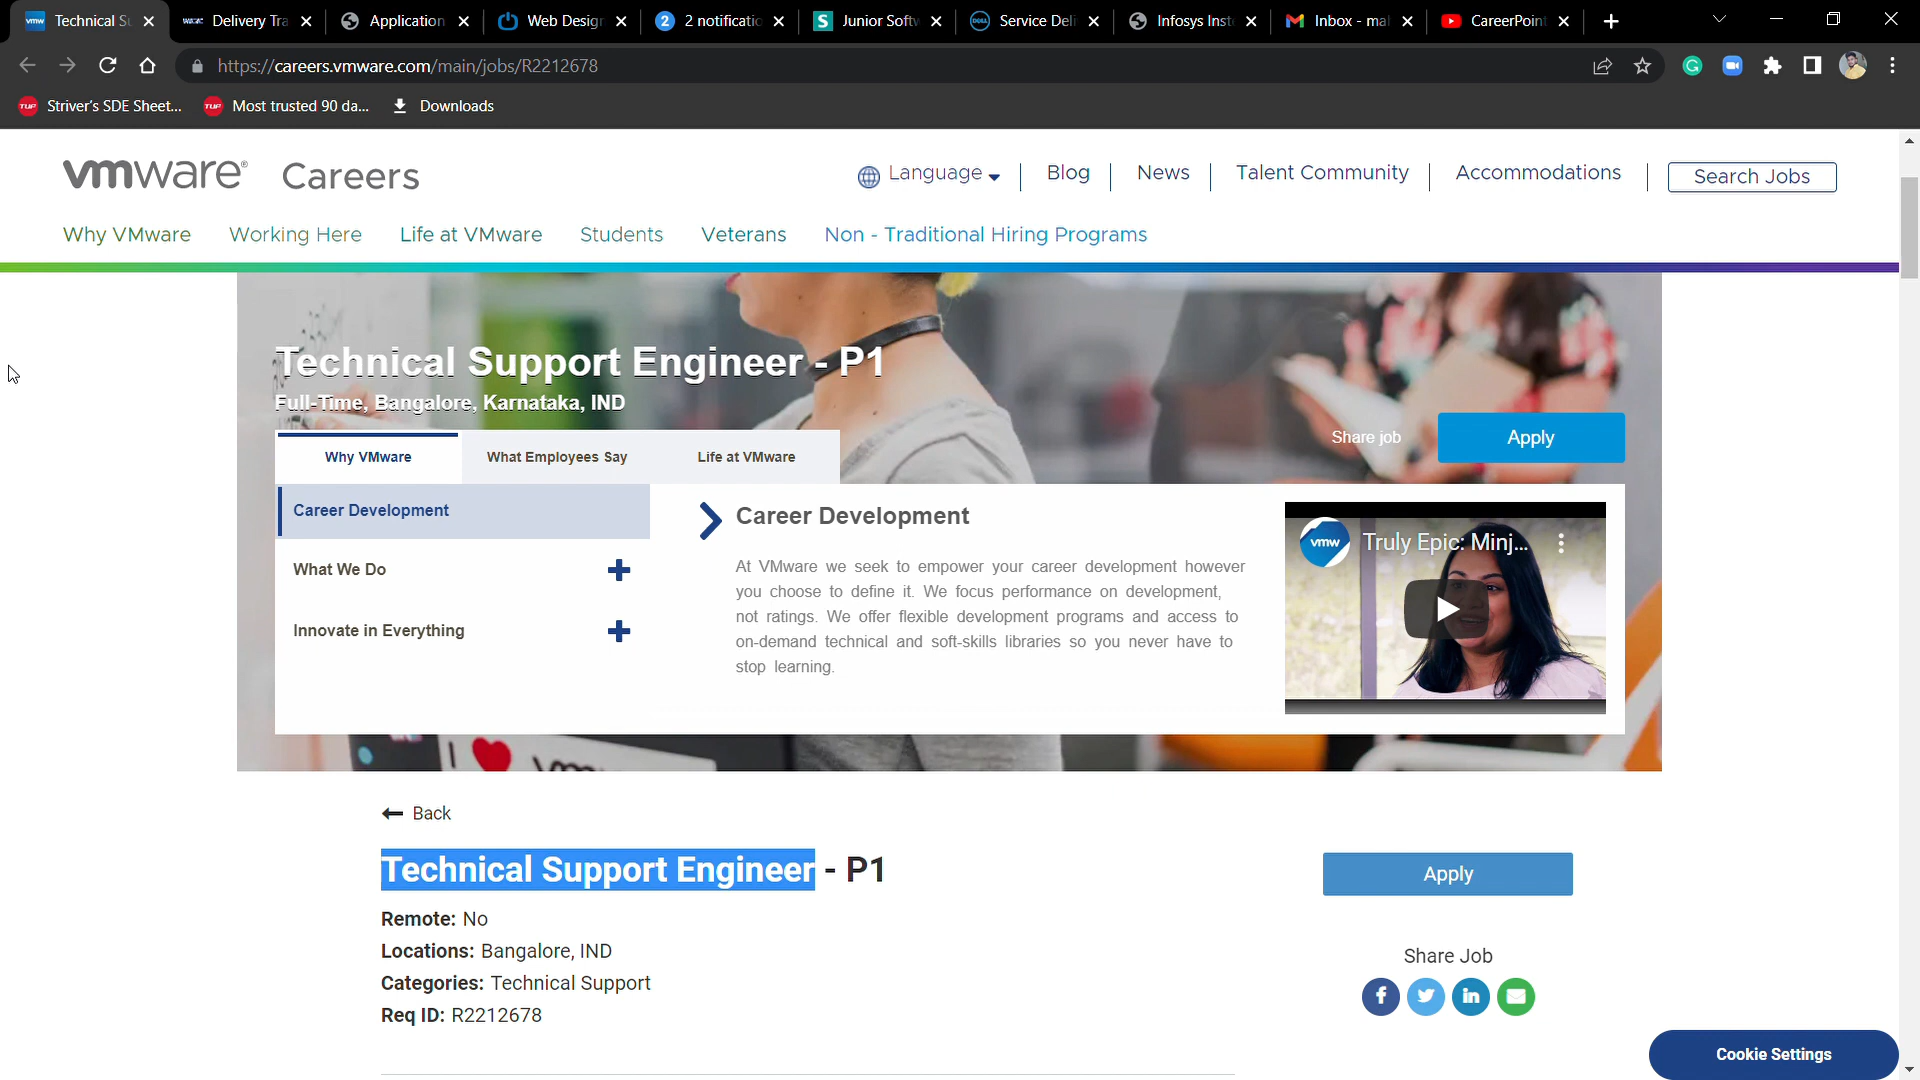 vmw Technical Su
Delivery Tra
Application
Web Design
2 2 notificatio
S Junior Softw
DELL Service Deli
Infosys Inst
Inbox - mal
CareerPoint
https://careers.vmware.com/main/jobs/R2212678
TUF Striver's SDE Sheet...
TUF Most trusted 90 da...
Downloads
vmware® Careers
Language
Blog
News
Talent Community
Accommodations
Search Jobs
Why VMware
Working Here
Life at VMware
Students
Veterans
Non - Traditional Hiring Programs
Technical Support Engineer - P1
Full-Time, Bangalore, Karnataka, IND
Share job
Apply
Why VMware
What Employees Say
Life at VMware
Career Development
What We Do
Innovate in Everything
Career Development
At VMware we seek to empower your career development however
you choose to define it. We focus performance on development,
not ratings. We offer flexible development programs and access to
on-demand technical and soft-skills libraries so you never have to
stop learning.
vmw Truly Epic: Minj...
I
Back
Technical Support Engineer - P1
Apply
Remote: No
Locations: Bangalore, IND
Categories: Technical Support
Req ID: R2212678
Share Job
Cookie Settings